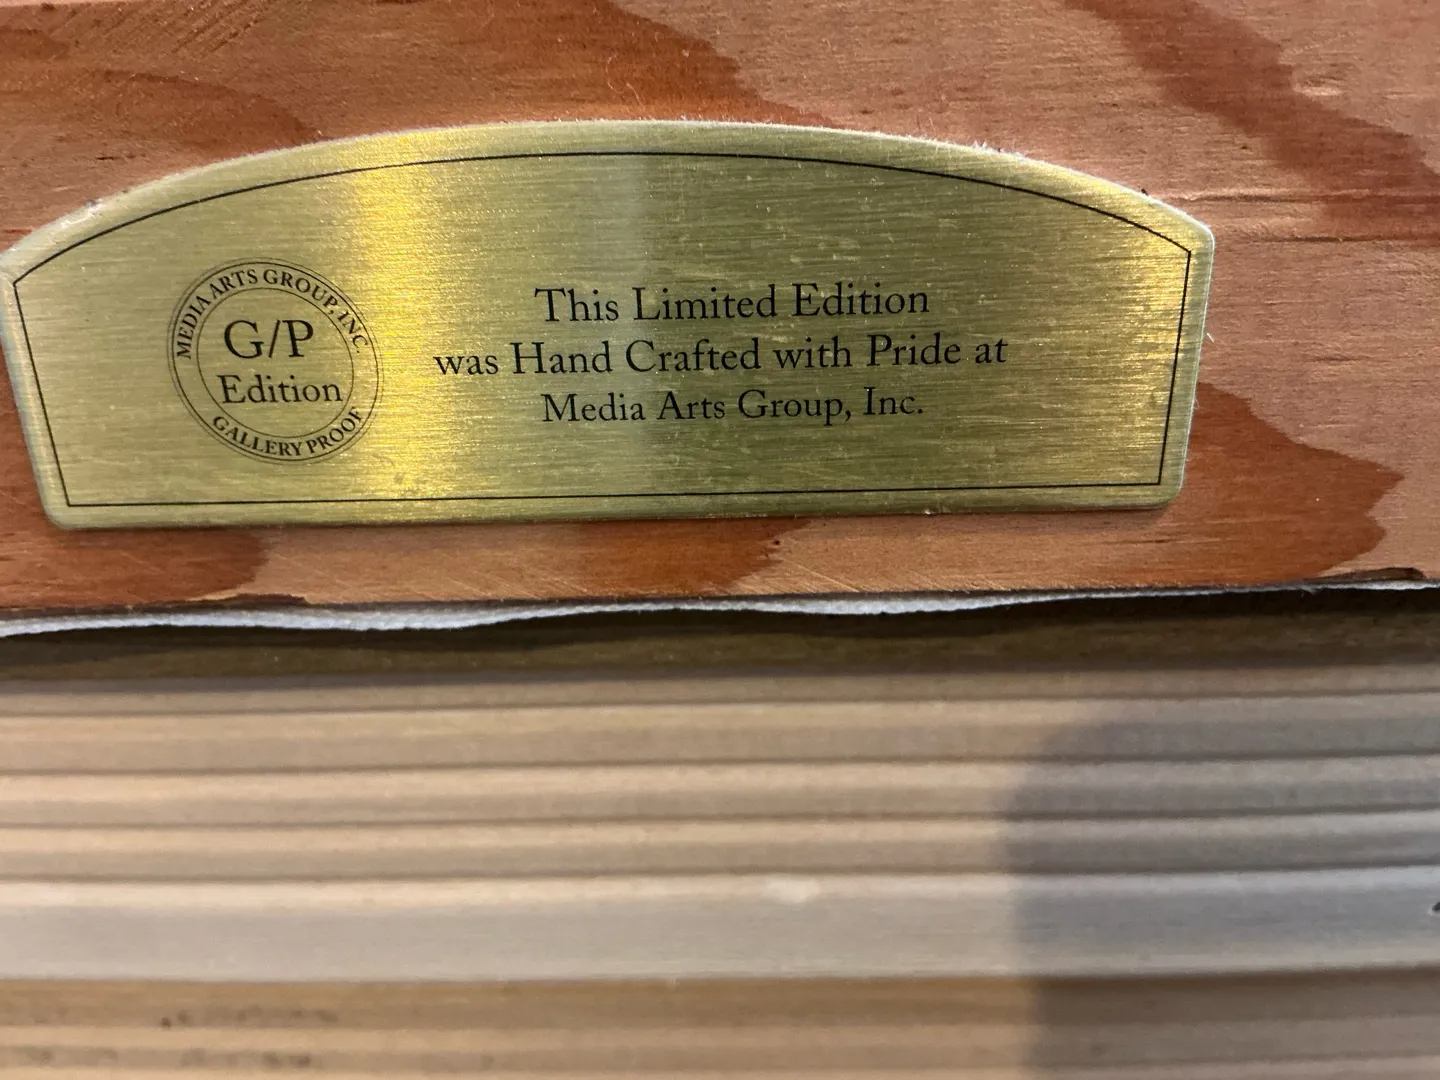 MEDIA ARTS GROUP, INC.
G/P
Edition
GALLERY PROOF
This Limited Edition
was Hand Crafted with Pride at
Media Arts Group, Inc.